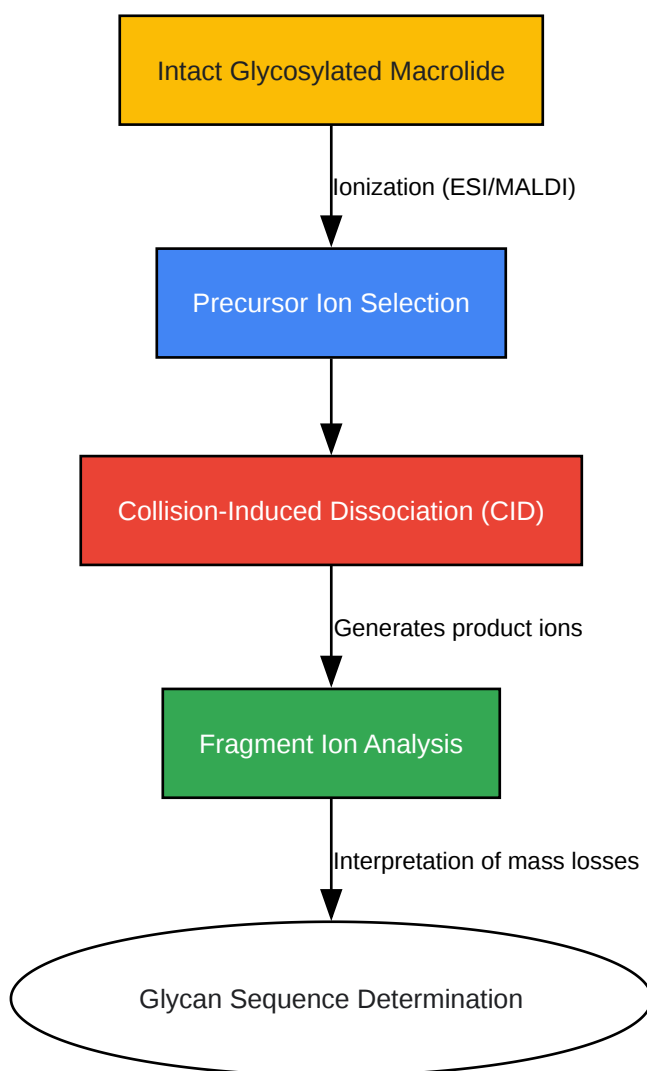 Intact Glycosylated Macrolide
Ionization (ESI/MALDI)
Precursor Ion Selection
Collision-Induced Dissociation (CID)
Generates product ions
Fragment Ion Analysis
Interpretation of mass losses
Glycan Sequence Determination